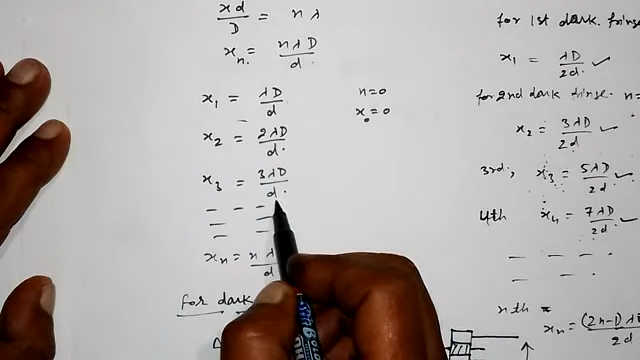 xd/D = nλ
xn = nλD/d.
x1 = λD/d
n=0
x0 = 0
x2 = 2λD/d.
x3 = 3λD/d.
— — —
— —
xn = nλ /d
for dark
for 1st dark. fringe
x1 = λD/2d ✓
for 2nd dark fringe. n=
x2 = 3λD/2d ✓
3rd, x3 = 5λD/2d ✓
4th x4 = 7λD/2d ✓
— — — —
— —
nth
xn = (2n-1)λD/2d